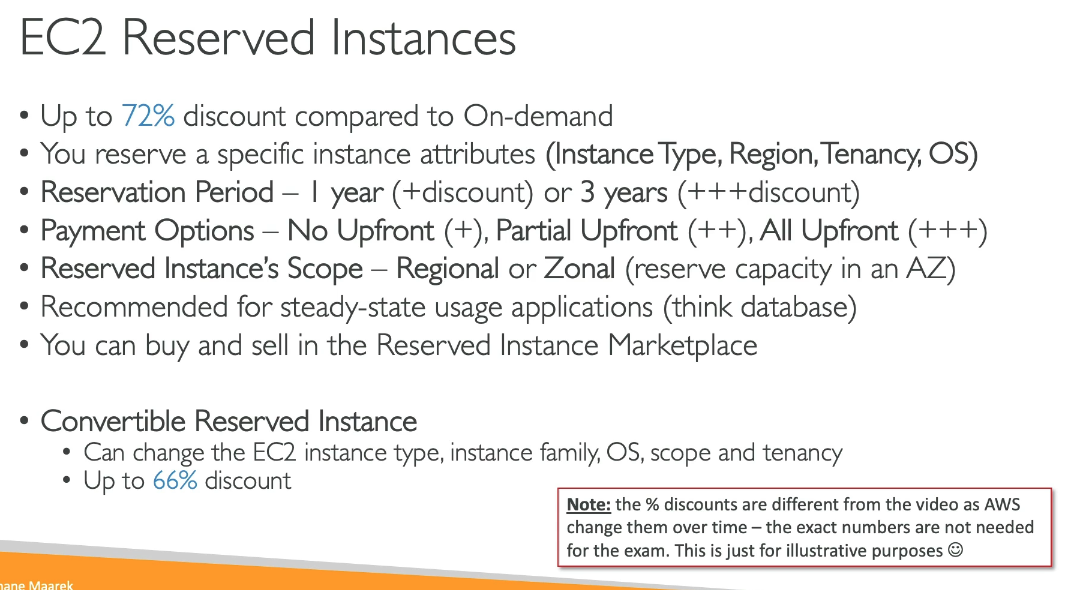 EC2 Reserved Instances
• Up to 72% discount compared to On-demand
• You reserve a specific instance attributes (Instance Type, Region, Tenancy, OS)
• Reservation Period – 1 year (+discount) or 3 years (+++discount)
• Payment Options – No Upfront (+), Partial Upfront (++), All Upfront (+++)
• Reserved Instance's Scope – Regional or Zonal (reserve capacity in an AZ)
• Recommended for steady-state usage applications (think database)
• You can buy and sell in the Reserved Instance Marketplace
• Convertible Reserved Instance
• Can change the EC2 instance type, instance family, OS, scope and tenancy
• Up to 66% discount
Note: the % discounts are different from the video as AWS
change them over time – the exact numbers are not needed
for the exam. This is just for illustrative purposes ☺
Maarek